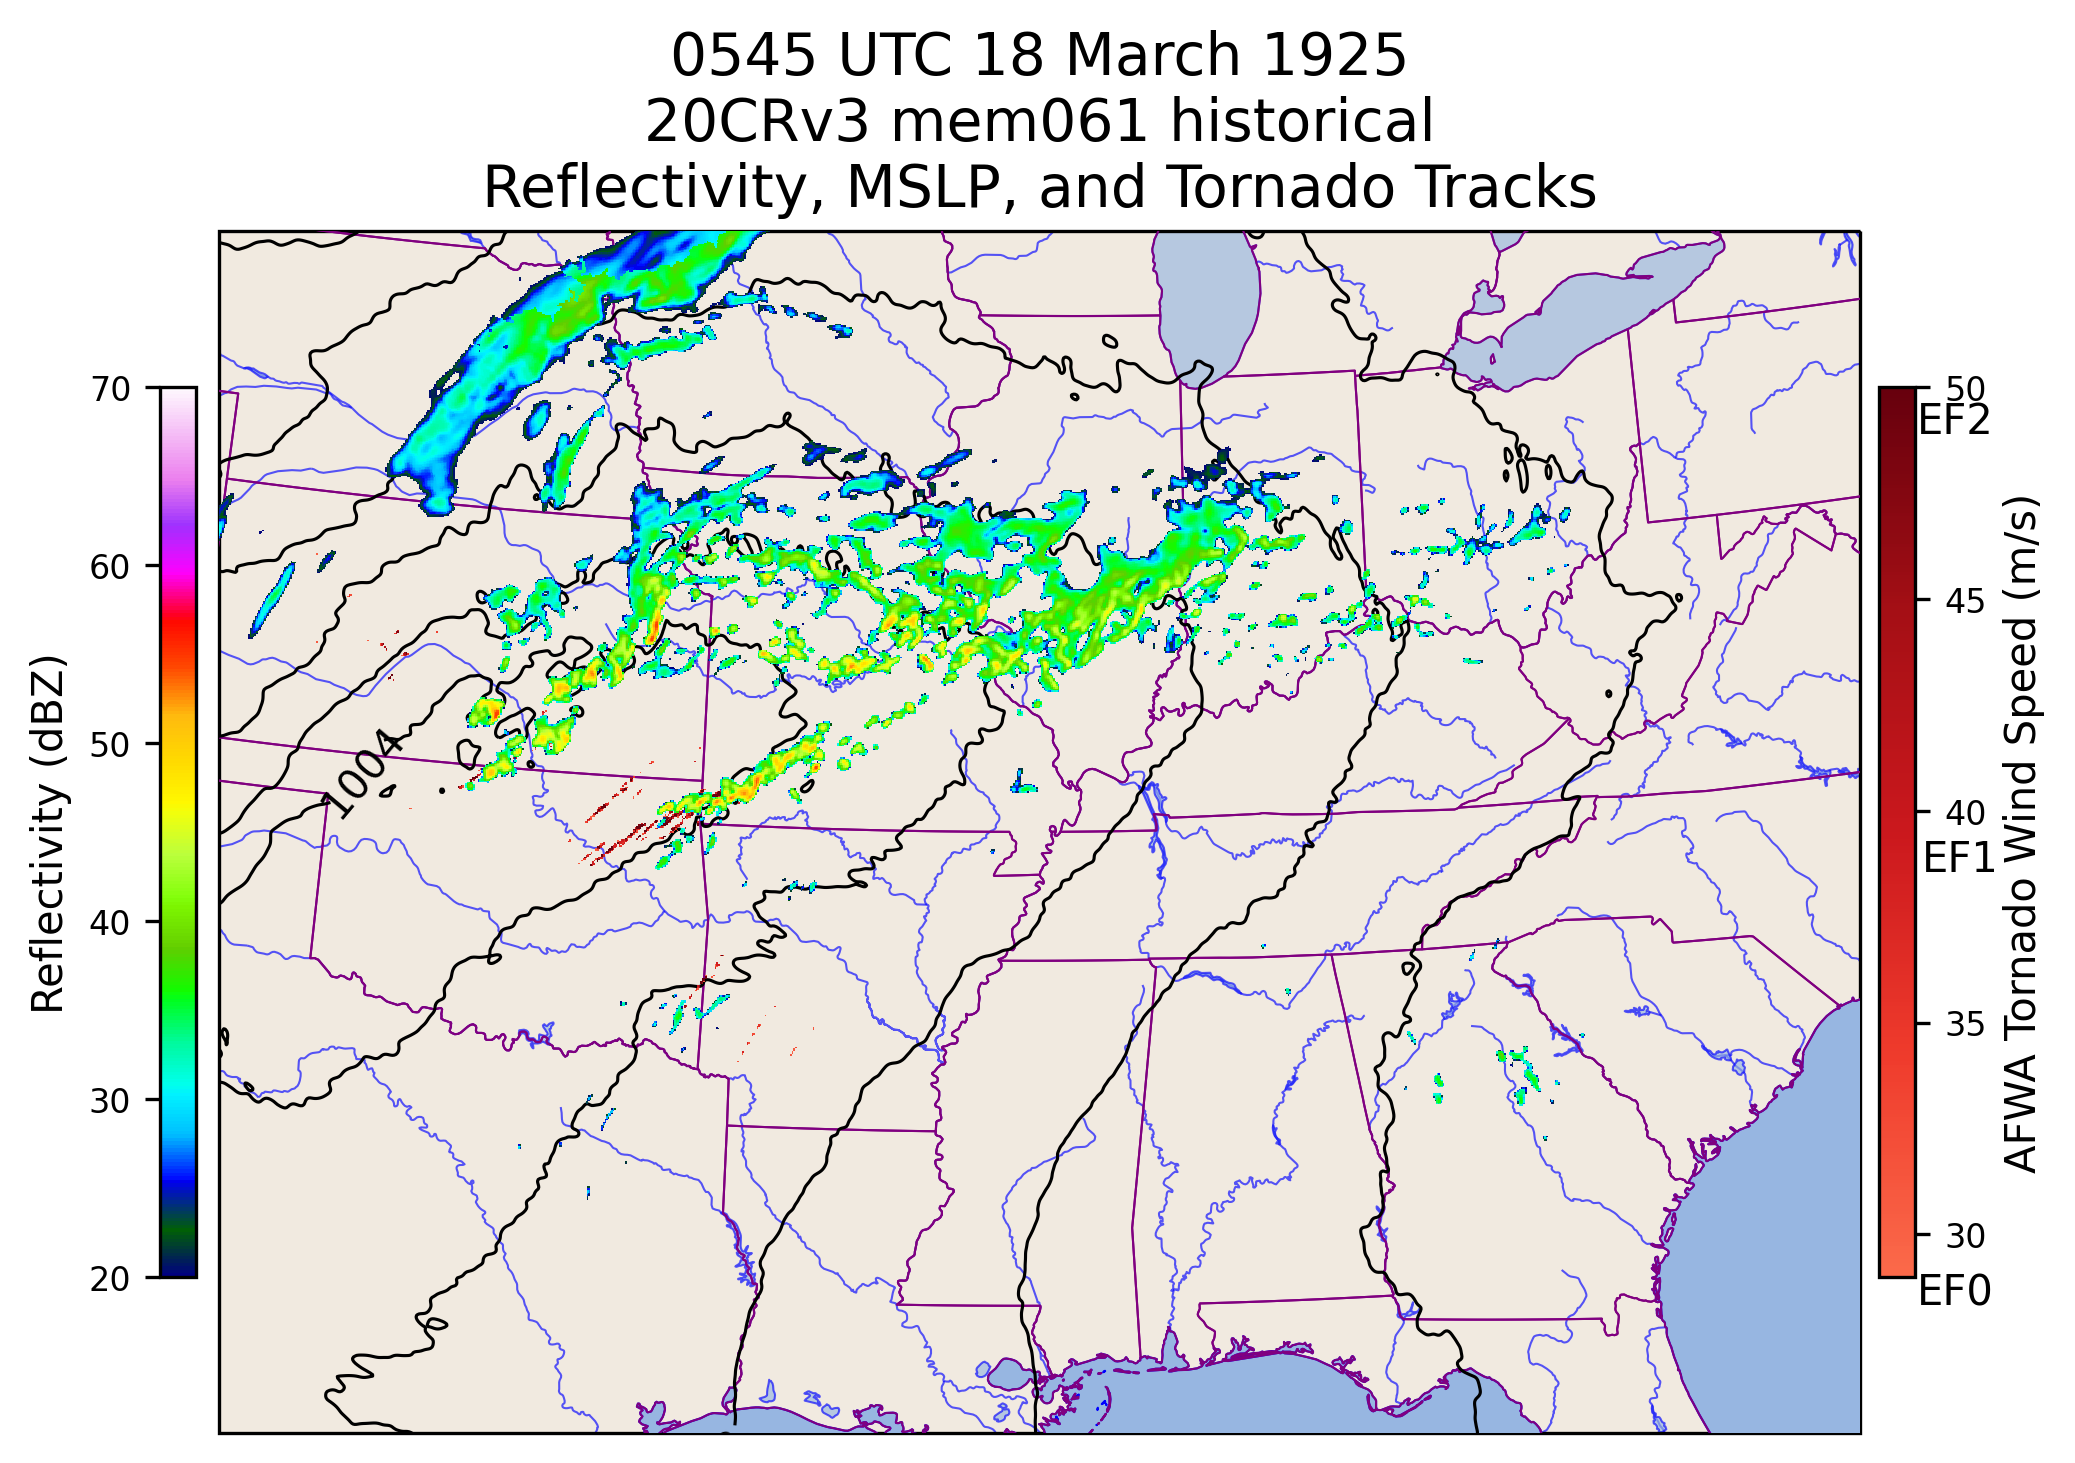 0545 UTC 18 March 1925
20CRv3 mem061 historical
Reflectivity, MSLP, and Tornado Tracks
70
60
50
40
30
20
Reflectivity (dBZ)
1004
50
EF2
45
40
EF1
35
30
EF0
AFWA Tornado Wind Speed (m/s)